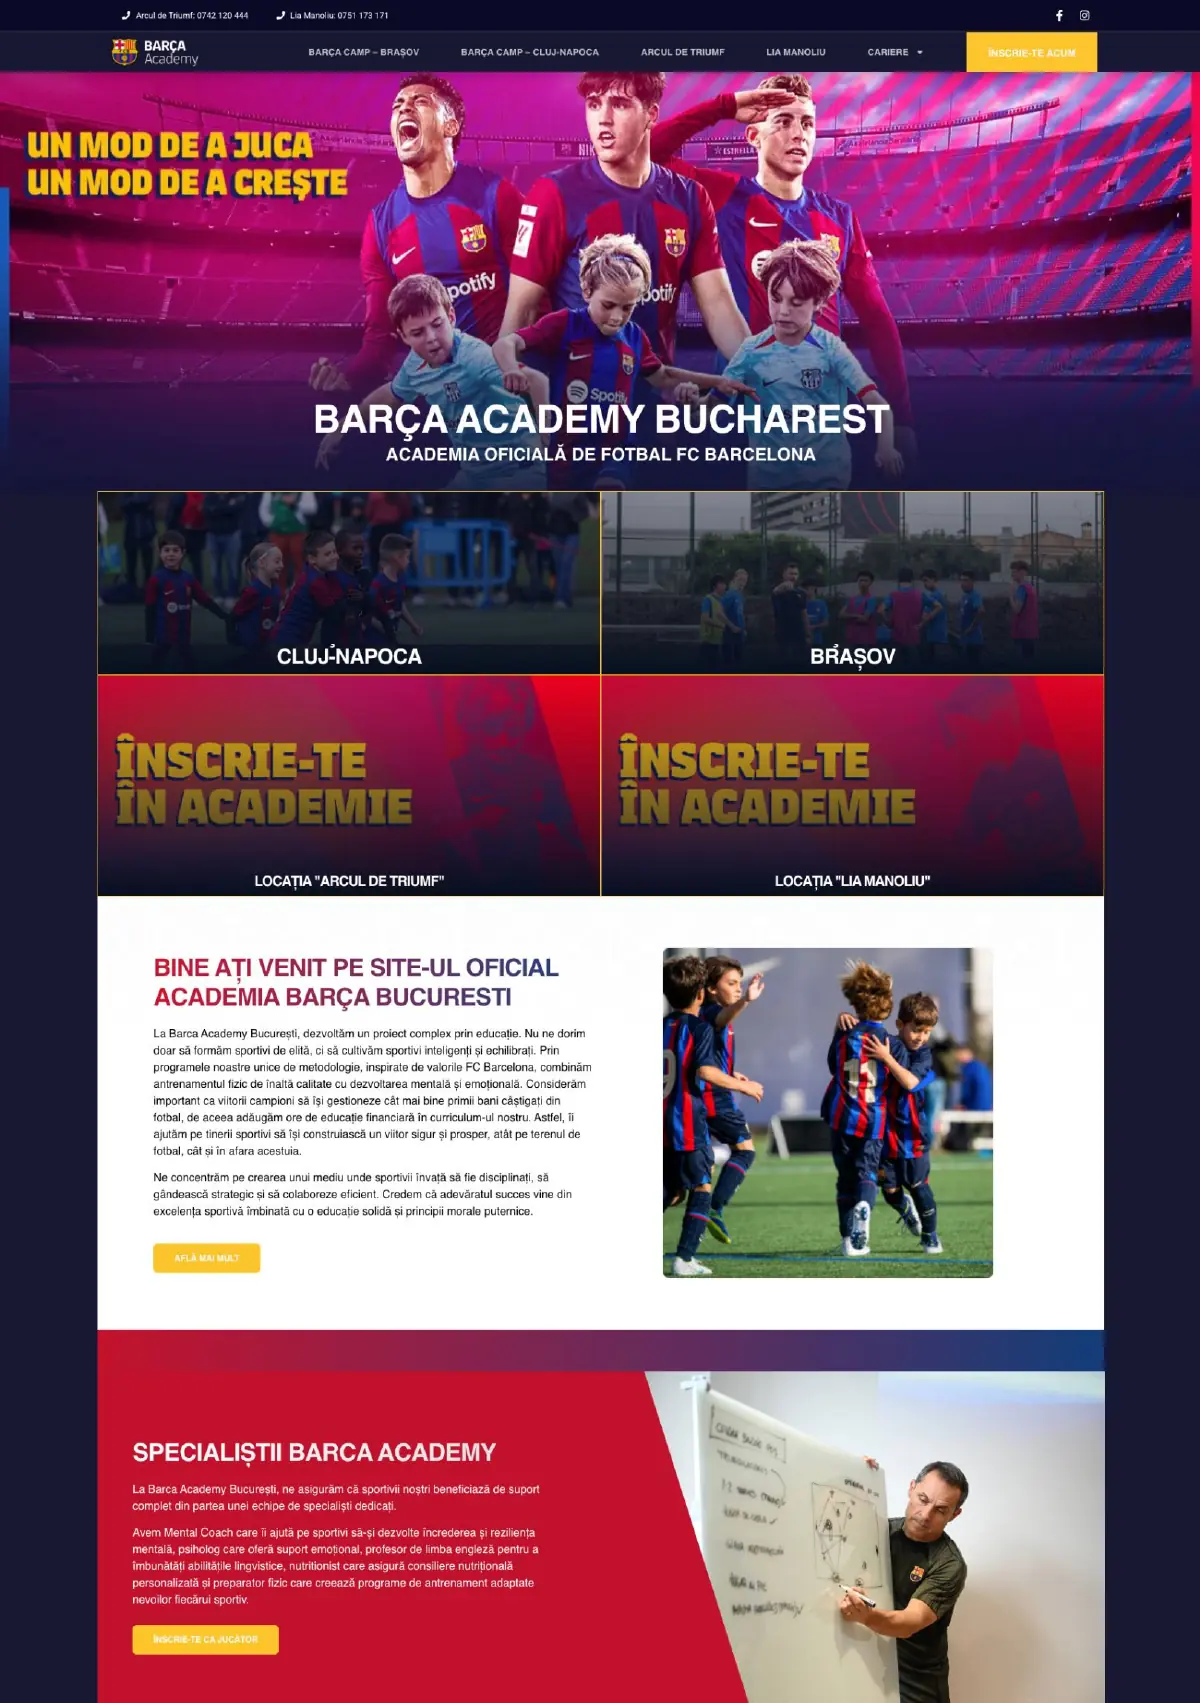 Arcul de Triumf: 0742 120 444
Lia Manoliu: 0751 173 171
BARÇA
Academy
BARÇA CAMP – BRAȘOV
BARÇA CAMP – CLUJ-NAPOCA
ARCUL DE TRIUMF
LIA MANOLIU
CARIERE
ÎNSCRIE-TE ACUM
UN MOD DE A JUCA
UN MOD DE A CREȘTE
ESTRELLA
Spotify
BARÇA ACADEMY BUCHAREST
ACADEMIA OFICIALĂ DE FOTBAL FC BARCELONA
CLUJ-NAPOCA
BRAȘOV
ÎNSCRIE-TE
ÎN ACADEMIE
LOCAȚIA "ARCUL DE TRIUMF"
ÎNSCRIE-TE
ÎN ACADEMIE
LOCAȚIA "LIA MANOLIU"
BINE AȚI VENIT PE SITE-UL OFICIAL
ACADEMIA BARÇA BUCURESTI
La Barca Academy București, dezvoltăm un proiect complex prin educație. Nu ne dorim
doar să formăm sportivi de elită, ci să cultivăm sportivi inteligenți și echilibrați. Prin
programele noastre unice de metodologie, inspirate de valorile FC Barcelona, combinăm
antrenamentul fizic de înaltă calitate cu dezvoltarea mentală și emoțională. Considerăm
important ca viitorii campioni să își gestioneze cât mai bine primii bani câștigați din
fotbal, de aceea adăugăm ore de educație financiară în curriculum-ul nostru. Astfel, îi
ajutăm pe tinerii sportivi să își construiască un viitor sigur și prosper, atât pe terenul de
fotbal, cât și în afara acestuia.
Ne concentrăm pe crearea unui mediu unde sportivii învață să fie disciplinați, să
gândească strategic și să colaboreze eficient. Credem că adevăratul succes vine din
excelența sportivă îmbinată cu o educație solidă și principii morale puternice.
AFLĂ MAI MULT
11
SPECIALIȘTII BARCA ACADEMY
La Barca Academy București, ne asigurăm că sportivii noștri beneficiază de suport
complet din partea unei echipe de specialiști dedicați.
Avem Mental Coach care îi ajută pe sportivi să-și dezvolte încrederea și reziliența
mentală, psiholog care oferă suport emoțional, profesor de limba engleză pentru a
îmbunătăți abilitățile lingvistice, nutritionist care asigură consiliere nutrițională
personalizată și preparator fizic care creează programe de antrenament adaptate
nevoilor fiecărui sportiv.
ÎNSCRIE-TE CA JUCĂTOR